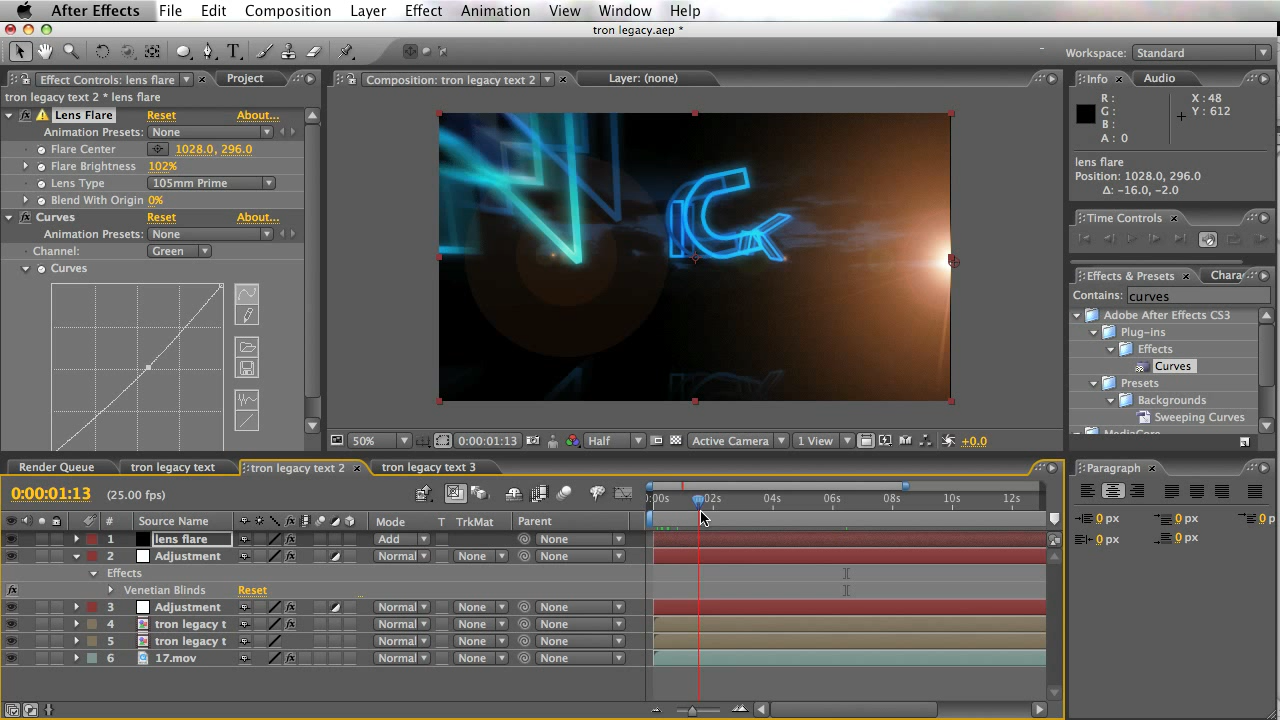 After Effects File Edit Composition Layer Effect Animation View Window Help
tron legacy.aep *
Workspace: Standard
Effect Controls: lens flare Project
tron legacy text 2 * lens flare
Lens Flare Reset About...
Animation Presets: None
Flare Center 1028.0, 296.0
Flare Brightness 102%
Lens Type 105mm Prime
Blend With Origin 0%
Curves Reset About...
Animation Presets: None
Channel: Green
Curves
Composition: tron legacy text 2 Layer: (none)
50% 0:00:01:13 Half Active Camera 1 View +0.0
Info Audio
R :
G :
B :
A : 0
X : 48
Y : 612
lens flare
Position: 1028.0, 296.0
Δ: -16.0, -2.0
Time Controls
Effects & Presets Chara
Contains: curves
Adobe After Effects CS3
Plug-ins
Effects
Curves
Presets
Backgrounds
Sweeping Curves
Render Queue tron legacy text tron legacy text 2 tron legacy text 3
0:00:01:13 (25.00 fps)
:00s 02s 04s 06s 08s 10s 12s
# Source Name Mode T TrkMat Parent
1 lens flare Add None
2 Adjustment Normal None None
Effects
Venetian Blinds Reset
3 Adjustment Normal None None
4 tron legacy t Normal None None
5 tron legacy t Normal None None
6 17.mov Normal None None
Paragraph
0 px 0 px 0 p
0 px 0 px